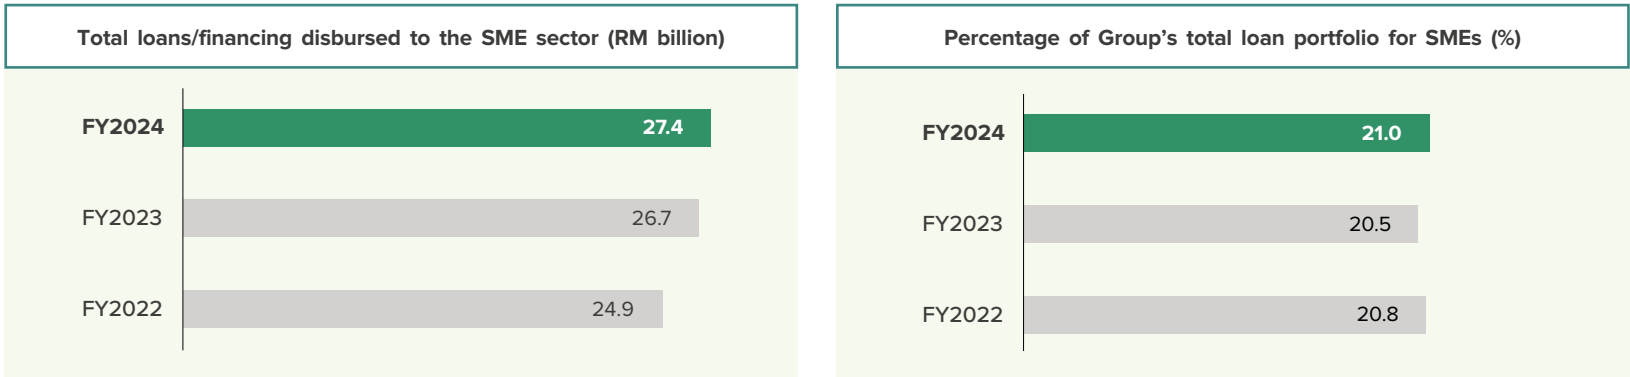 Total loans/financing disbursed to the SME sector (RM billion)
FY2024 27.4
FY2023 26.7
FY2022 24.9
Percentage of Group’s total loan portfolio for SMEs (%)
FY2024 21.0
FY2023 20.5
FY2022 20.8